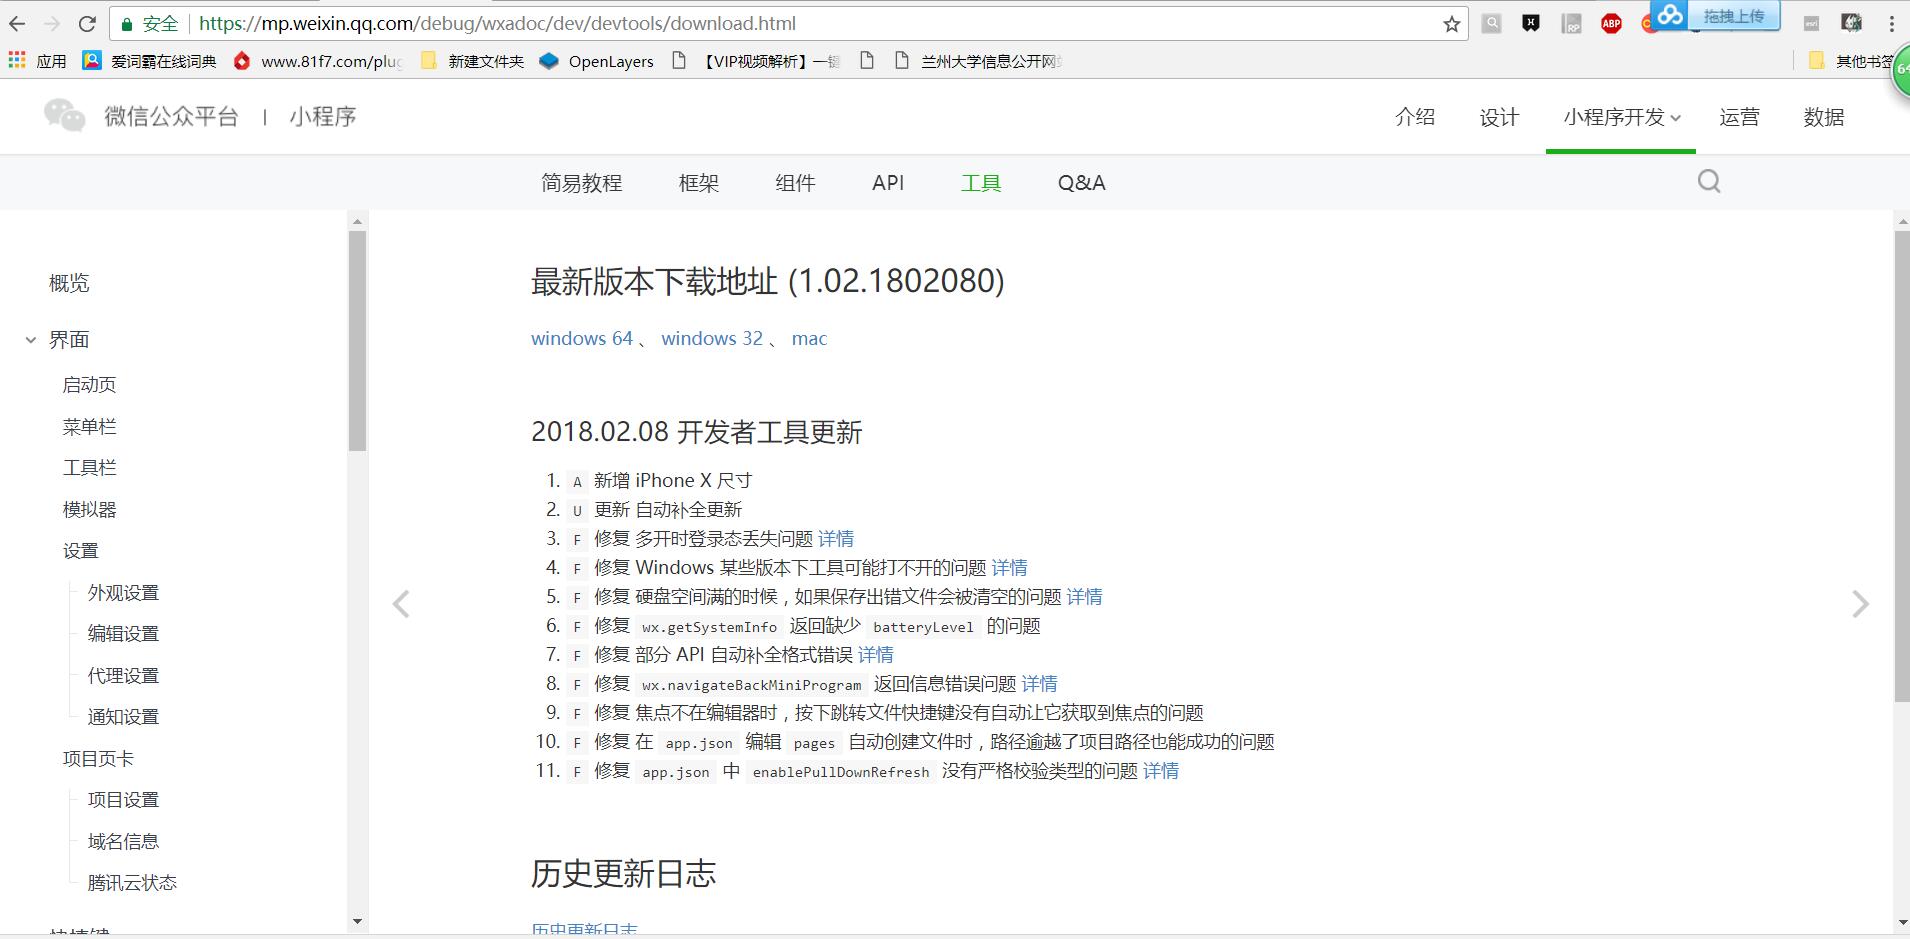 安全 https://mp.weixin.qq.com/debug/wxadoc/dev/devtools/download.html
拖拽上传
应用 爱词霸在线词典 www.81f7.com/plug 新建文件夹 OpenLayers 【VIP视频解析】一键 兰州大学信息公开网 其他书签
64
微信公众平台 | 小程序
介绍 设计 小程序开发 运营 数据
简易教程 框架 组件 API 工具 Q&A
概览
界面
启动页
菜单栏
工具栏
模拟器
设置
外观设置
编辑设置
代理设置
通知设置
项目页卡
项目设置
域名信息
腾讯云状态
快捷键
最新版本下载地址 (1.02.1802080)
windows 64 、 windows 32 、 mac
2018.02.08 开发者工具更新
1. A 新增 iPhone X 尺寸
2. U 更新 自动补全更新
3. F 修复 多开时登录态丢失问题 详情
4. F 修复 Windows 某些版本下工具可能打不开的问题 详情
5. F 修复 硬盘空间满的时候，如果保存出错文件会被清空的问题 详情
6. F 修复 wx.getSystemInfo 返回缺少 batteryLevel 的问题
7. F 修复 部分 API 自动补全格式错误 详情
8. F 修复 wx.navigateBackMiniProgram 返回信息错误问题 详情
9. F 修复 焦点不在编辑器时，按下跳转文件快捷键没有自动让它获取到焦点的问题
10. F 修复 在 app.json 编辑 pages 自动创建文件时，路径逾越了项目路径也能成功的问题
11. F 修复 app.json 中 enablePullDownRefresh 没有严格校验类型的问题 详情
历史更新日志
历史更新日志